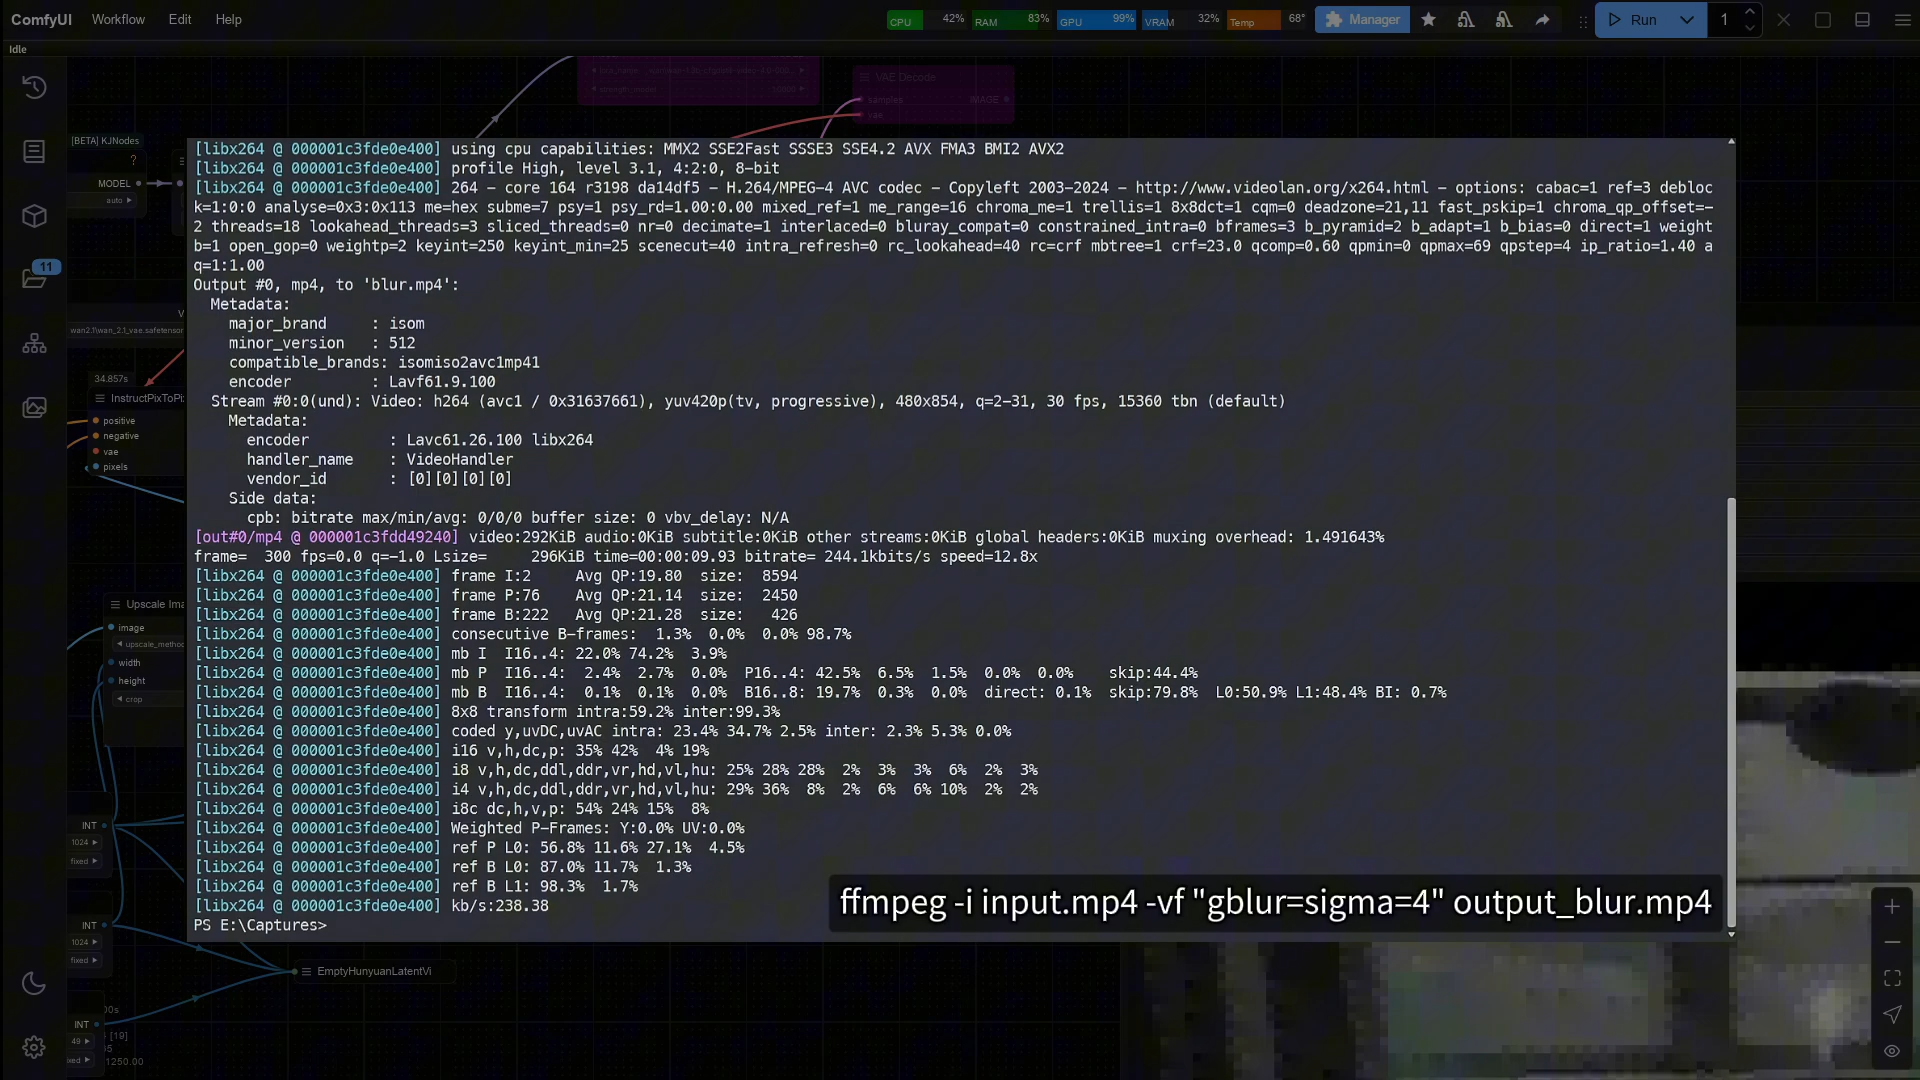 ComfyUI Workflow Edit Help
CPU 42% RAM 83% GPU 99% VRAM 32% Temp 68° Manager Run 1
Idle
VAE Decode
samples IMAGE
vae
strength_model
[BETA] KJNodes
?
MODEL
auto
11
V
wan2.1\wan_2.1_vae.safetensor
34.857s
InstructPixToPi
positive
negative
vae
pixels
Upscale Ima
image
upscale_metho
width
height
crop
INT
1024
fixed
INT
1024
fixed
INT
49
[19]
1250.00
EmptyHunyuanLatentVi
[libx264 @ 000001c3fde0e400] using cpu capabilities: MMX2 SSE2Fast SSSE3 SSE4.2 AVX FMA3 BMI2 AVX2
[libx264 @ 000001c3fde0e400] profile High, level 3.1, 4:2:0, 8-bit
[libx264 @ 000001c3fde0e400] 264 - core 164 r3198 da14df5 - H.264/MPEG-4 AVC codec - Copyleft 2003-2024 - http://www.videolan.org/x264.html - options: cabac=1 ref=3 debloc
k=1:0:0 analyse=0x3:0x113 me=hex subme=7 psy=1 psy_rd=1.00:0.00 mixed_ref=1 me_range=16 chroma_me=1 trellis=1 8x8dct=1 cqm=0 deadzone=21,11 fast_pskip=1 chroma_qp_offset=-
2 threads=18 lookahead_threads=3 sliced_threads=0 nr=0 decimate=1 interlaced=0 bluray_compat=0 constrained_intra=0 bframes=3 b_pyramid=2 b_adapt=1 b_bias=0 direct=1 weight
b=1 open_gop=0 weightp=2 keyint=250 keyint_min=25 scenecut=40 intra_refresh=0 rc_lookahead=40 rc=crf mbtree=1 crf=23.0 qcomp=0.60 qpmin=0 qpmax=69 qpstep=4 ip_ratio=1.40 a
q=1:1.00
Output #0, mp4, to 'blur.mp4':
Metadata:
major_brand : isom
minor_version : 512
compatible_brands: isomiso2avc1mp41
encoder : Lavf61.9.100
Stream #0:0(und): Video: h264 (avc1 / 0x31637661), yuv420p(tv, progressive), 480x854, q=2-31, 30 fps, 15360 tbn (default)
Metadata:
encoder : Lavc61.26.100 libx264
handler_name : VideoHandler
vendor_id : [0][0][0][0]
Side data:
cpb: bitrate max/min/avg: 0/0/0 buffer size: 0 vbv_delay: N/A
[out#0/mp4 @ 000001c3fdd49240] video:292KiB audio:0KiB subtitle:0KiB other streams:0KiB global headers:0KiB muxing overhead: 1.491643%
frame= 300 fps=0.0 q=-1.0 Lsize= 296KiB time=00:00:09.93 bitrate= 244.1kbits/s speed=12.8x
[libx264 @ 000001c3fde0e400] frame I:2 Avg QP:19.80 size: 8594
[libx264 @ 000001c3fde0e400] frame P:76 Avg QP:21.14 size: 2450
[libx264 @ 000001c3fde0e400] frame B:222 Avg QP:21.28 size: 426
[libx264 @ 000001c3fde0e400] consecutive B-frames: 1.3% 0.0% 0.0% 98.7%
[libx264 @ 000001c3fde0e400] mb I I16..4: 22.0% 74.2% 3.9%
[libx264 @ 000001c3fde0e400] mb P I16..4: 2.4% 2.7% 0.0% P16..4: 42.5% 6.5% 1.5% 0.0% 0.0% skip:44.4%
[libx264 @ 000001c3fde0e400] mb B I16..4: 0.1% 0.1% 0.0% B16..8: 19.7% 0.3% 0.0% direct: 0.1% skip:79.8% L0:50.9% L1:48.4% BI: 0.7%
[libx264 @ 000001c3fde0e400] 8x8 transform intra:59.2% inter:99.3%
[libx264 @ 000001c3fde0e400] coded y,uvDC,uvAC intra: 23.4% 34.7% 2.5% inter: 2.3% 5.3% 0.0%
[libx264 @ 000001c3fde0e400] i16 v,h,dc,p: 35% 42% 4% 19%
[libx264 @ 000001c3fde0e400] i8 v,h,dc,ddl,ddr,vr,hd,vl,hu: 25% 28% 28% 2% 3% 3% 6% 2% 3%
[libx264 @ 000001c3fde0e400] i4 v,h,dc,ddl,ddr,vr,hd,vl,hu: 29% 36% 8% 2% 6% 6% 10% 2% 2%
[libx264 @ 000001c3fde0e400] i8c dc,h,v,p: 54% 24% 15% 8%
[libx264 @ 000001c3fde0e400] Weighted P-Frames: Y:0.0% UV:0.0%
[libx264 @ 000001c3fde0e400] ref P L0: 56.8% 11.6% 27.1% 4.5%
[libx264 @ 000001c3fde0e400] ref B L0: 87.0% 11.7% 1.3%
[libx264 @ 000001c3fde0e400] ref B L1: 98.3% 1.7%
[libx264 @ 000001c3fde0e400] kb/s:238.38
PS E:\Captures>
ffmpeg -i input.mp4 -vf "gblur=sigma=4" output_blur.mp4